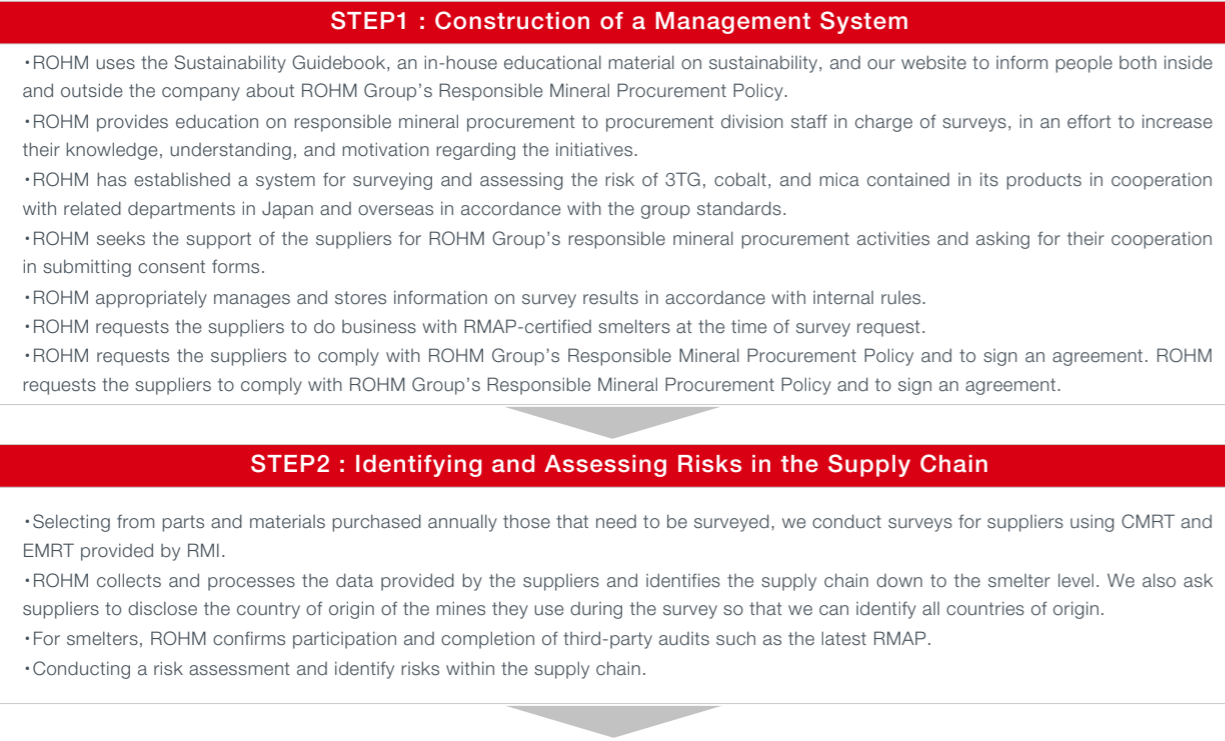 STEP1 : Construction of a Management System
・ROHM uses the Sustainability Guidebook, an in-house educational material on sustainability, and our website to inform people both inside
and outside the company about ROHM Group's Responsible Mineral Procurement Policy.
・ROHM provides education on responsible mineral procurement to procurement division staff in charge of surveys, in an effort to increase
their knowledge, understanding, and motivation regarding the initiatives.
・ROHM has established a system for surveying and assessing the risk of 3TG, cobalt, and mica contained in its products in cooperation
with related departments in Japan and overseas in accordance with the group standards.
・ROHM seeks the support of the suppliers for ROHM Group's responsible mineral procurement activities and asking for their cooperation
in submitting consent forms.
・ROHM appropriately manages and stores information on survey results in accordance with internal rules.
・ROHM requests the suppliers to do business with RMAP-certified smelters at the time of survey request.
・ROHM requests the suppliers to comply with ROHM Group's Responsible Mineral Procurement Policy and to sign an agreement. ROHM
requests the suppliers to comply with ROHM Group's Responsible Mineral Procurement Policy and to sign an agreement.
STEP2 : Identifying and Assessing Risks in the Supply Chain
・Selecting from parts and materials purchased annually those that need to be surveyed, we conduct surveys for suppliers using CMRT and
EMRT provided by RMI.
・ROHM collects and processes the data provided by the suppliers and identifies the supply chain down to the smelter level. We also ask
suppliers to disclose the country of origin of the mines they use during the survey so that we can identify all countries of origin.
・For smelters, ROHM confirms participation and completion of third-party audits such as the latest RMAP.
・Conducting a risk assessment and identify risks within the supply chain.